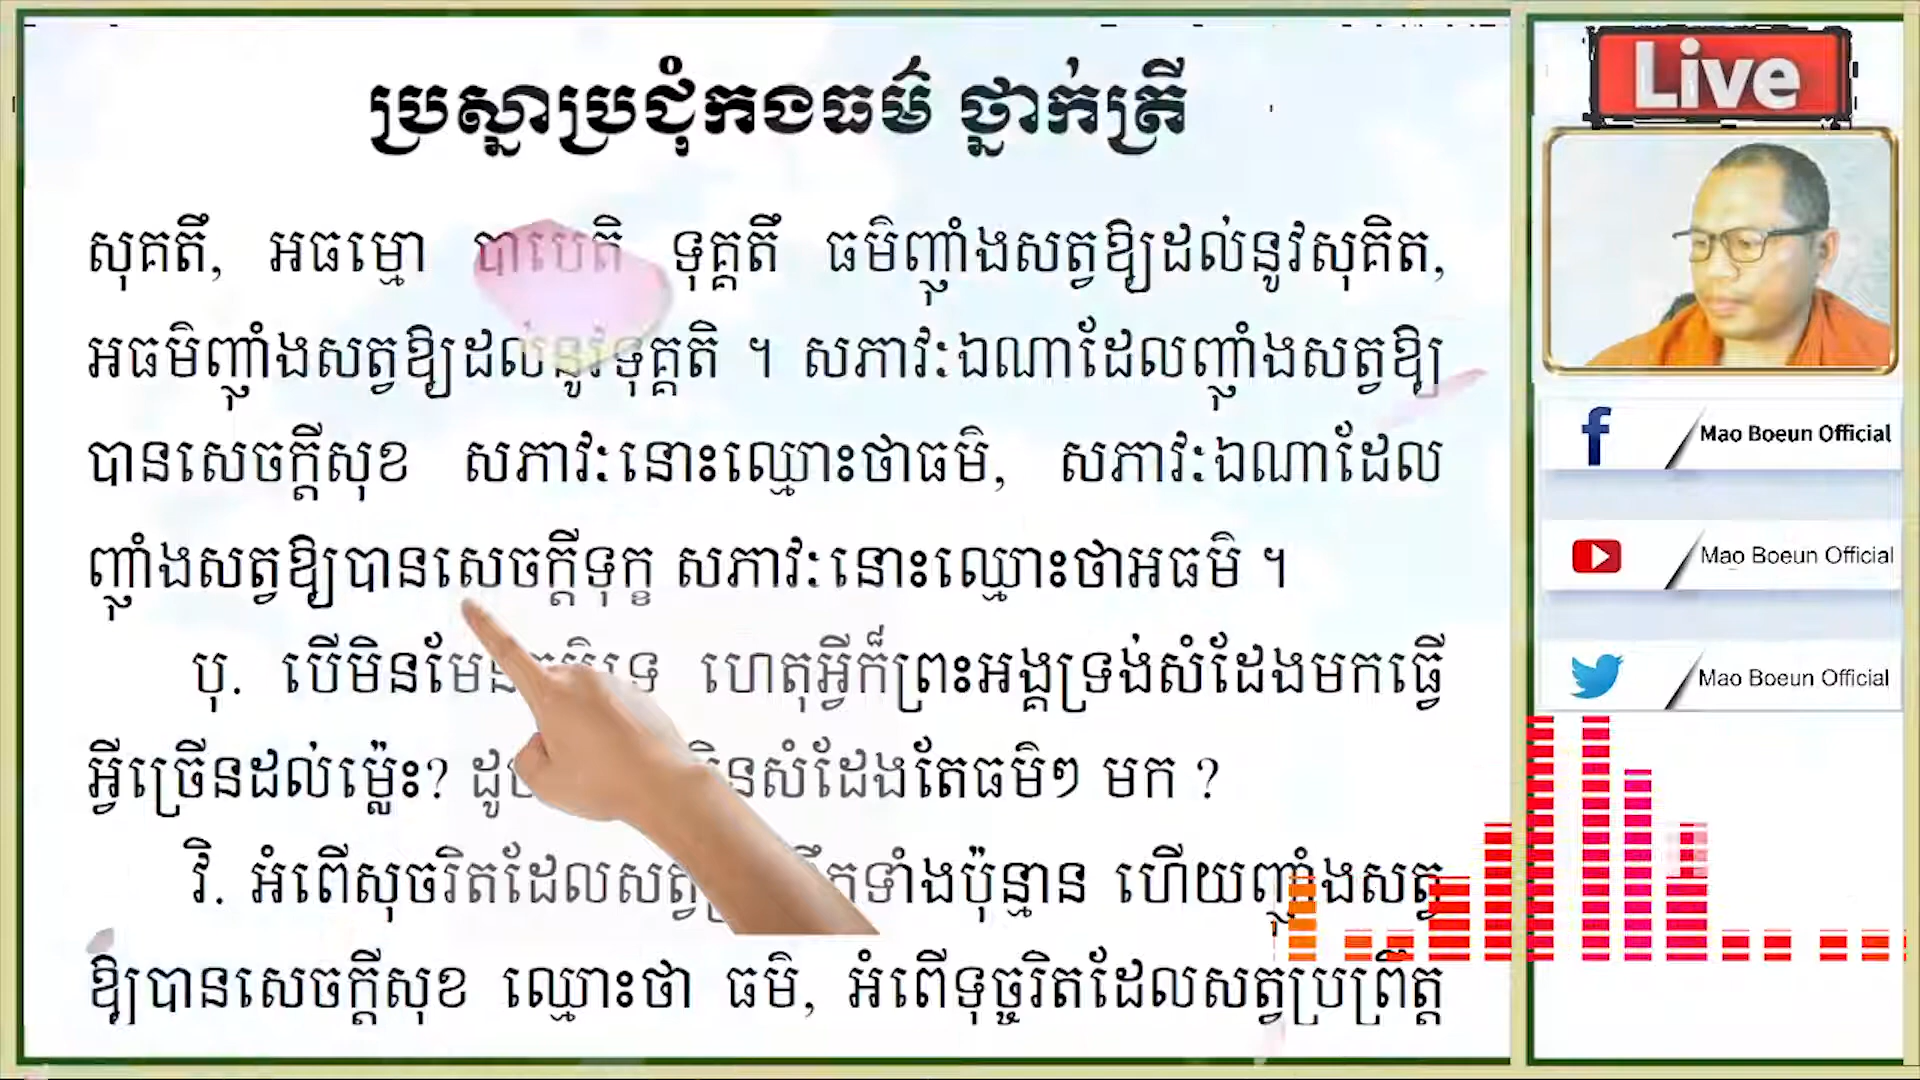 ប្រស្នាប្រជុំកងធម៌ ថ្នាក់ត្រី
សុគតឹ, អធម្មោ បាបេតិ ទុគ្គតឹ ធម៌ញ៉ាំងសត្វឱ្យដល់នូវសុគិត,
អធម៌ញ៉ាំងសត្វឱ្យដល់នូវទុគ្គតិ ។ សភាវៈឯណាដែលញ៉ាំងសត្វឱ្យ
បានសេចក្ដីសុខ សភាវៈនោះឈ្មោះថាធម៌, សភាវៈឯណាដែល
ញ៉ាំងសត្វឱ្យបានសេចក្ដីទុក្ខ សភាវៈនោះឈ្មោះថាអធម៌ ។
បុ. បើមិនមែន ហេតុអ្វីក៏ព្រះអង្គទ្រង់សំដែងមកធ្វើ
អ្វីច្រើនដល់ម្ល៉េះ? សំដែងតែធម៌ៗ មក ?
វិ. អំពើសុចរិតដែលសត្វ ទាំងប៉ុន្មាន ហើយញ៉ាំងសត្វ
ឱ្យបានសេចក្ដីសុខ ឈ្មោះថា ធម៌, អំពើទុច្ចរិតដែលសត្វប្រព្រឹត្ត
Live
Mao Boeun Official
Mao Boeun Official
Mao Boeun Official